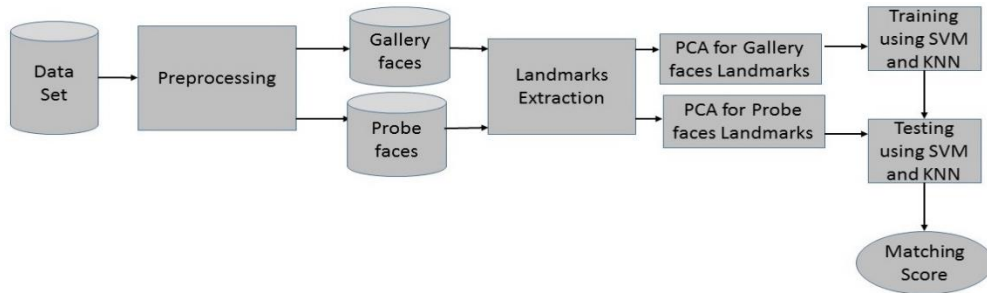 Data
Set
Preprocessing
Gallery
faces
Probe
faces
Landmarks
Extraction
PCA for Gallery
faces Landmarks
PCA for Probe
faces Landmarks
Training
using SVM
and KNN
Testing
using SVM
and KNN
Matching
Score